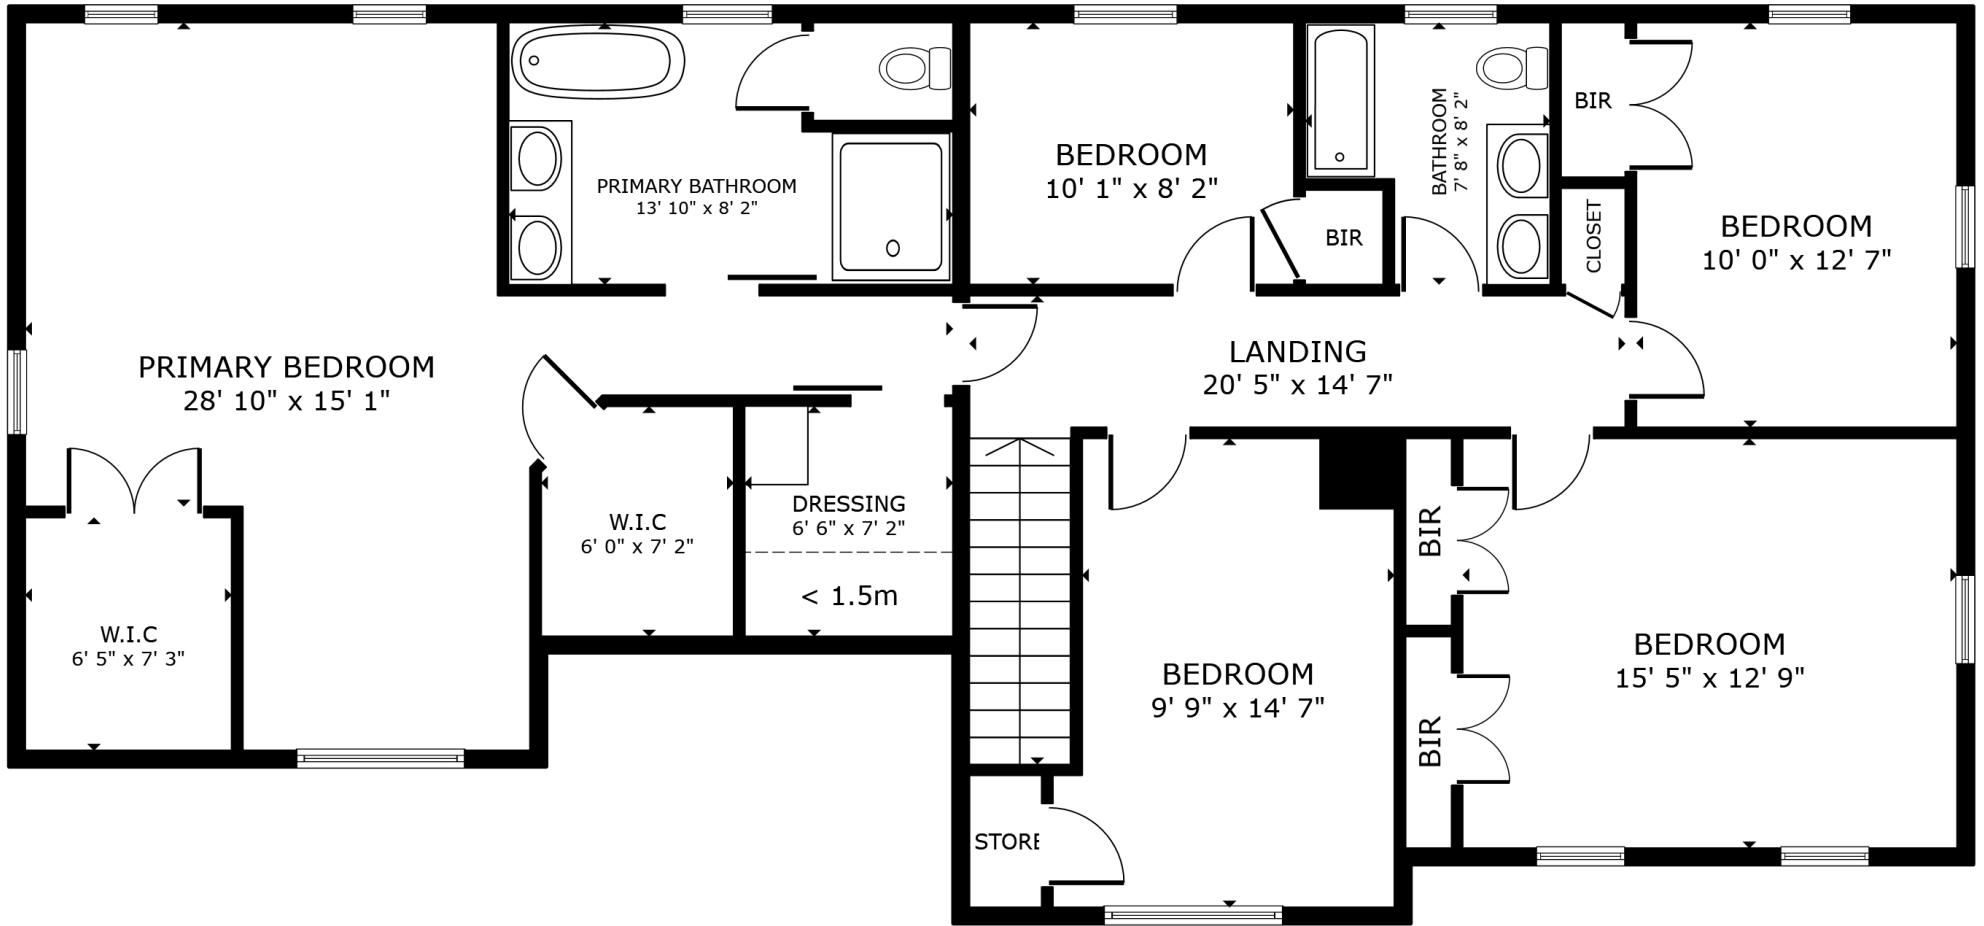 PRIMARY BEDROOM
28' 10" x 15' 1"
W.I.C
6' 5" x 7' 3"
PRIMARY BATHROOM
13' 10" x 8' 2"
W.I.C
6' 0" x 7' 2"
DRESSING
6' 6" x 7' 2"
< 1.5m
BEDROOM
10' 1" x 8' 2"
BIR
BATHROOM
7' 8" x 8' 2"
BIR
CLOSET
BEDROOM
10' 0" x 12' 7"
LANDING
20' 5" x 14' 7"
STORE
BEDROOM
9' 9" x 14' 7"
BIR
BIR
BEDROOM
15' 5" x 12' 9"